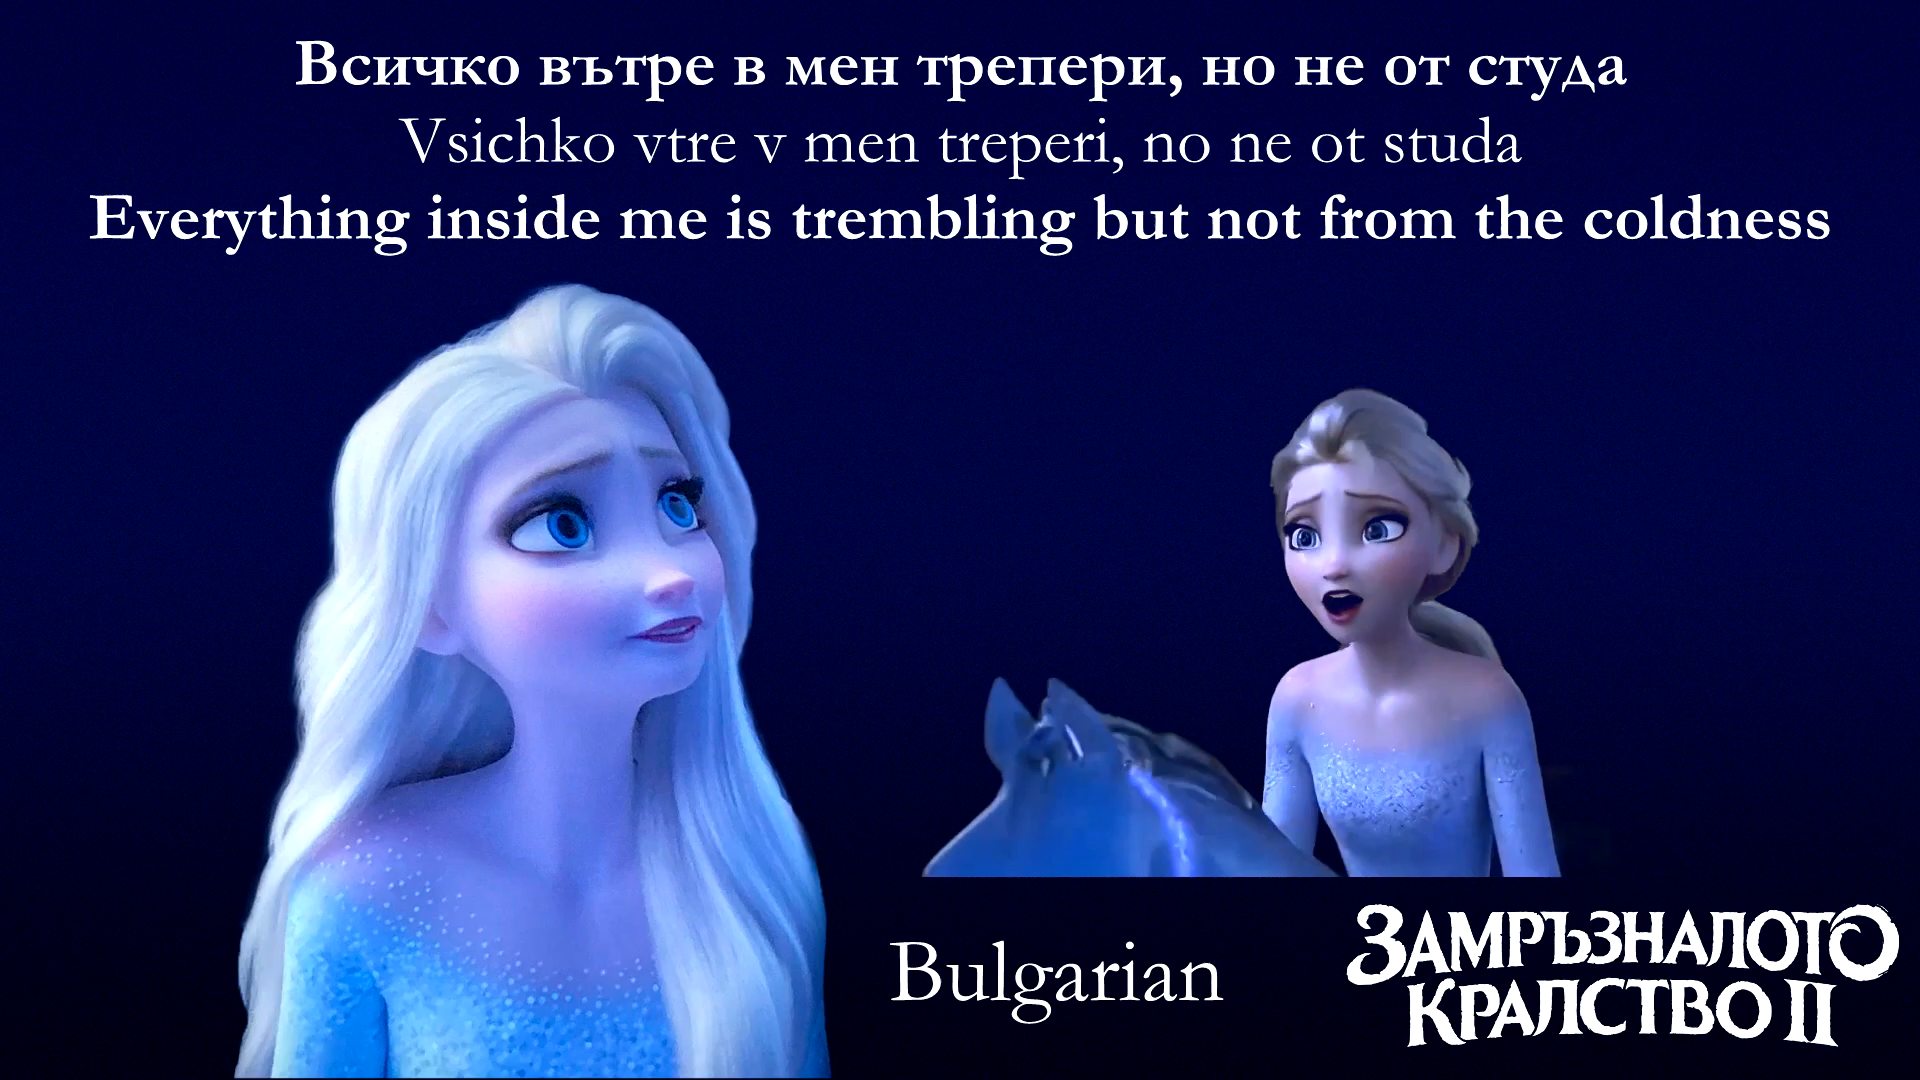 Всичко вътре в мен трепери, но не от студа
Vsichko vtre v men treperi, no ne ot studa
Everything inside me is trembling but not from the coldness
Bulgarian
ЗАМРЪЗНАЛОТО
КРАЛСТВО II